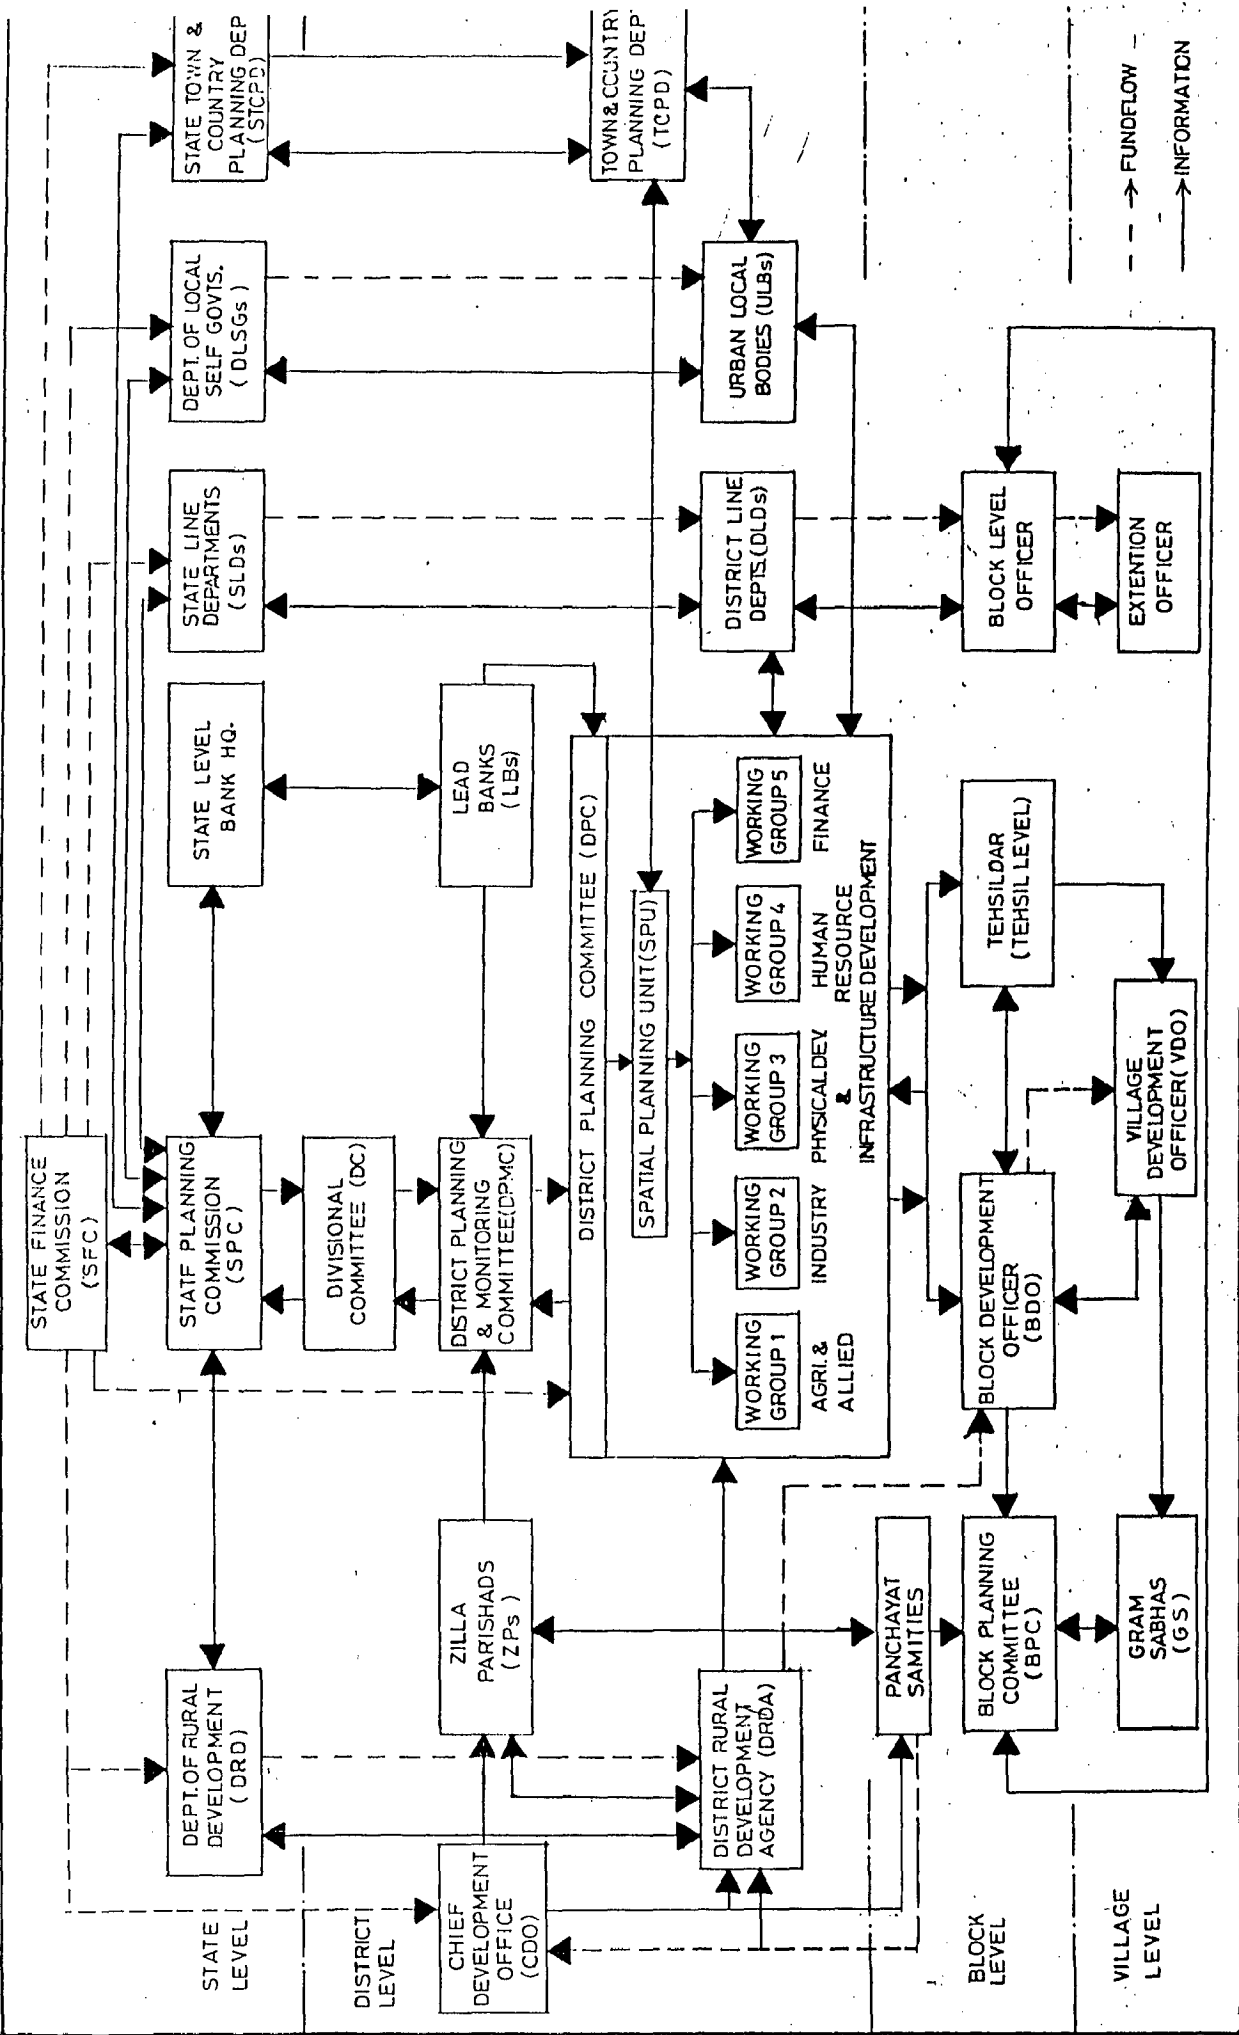 STATE FINANCE
COMMISSION
(SFC)
STATE
LEVEL
DEPT.OF RURAL
DEVELOPMENT
(DRD)
STATF PLANNING
COMMISSION
(SPC)
STATE LEVEL
BANK HQ.
STATE LINE
DEPARTMENTS
(SLDs)
DEPT.OF LOCAL
SELF GOVTS.
(DLSGs)
STATE TOWN &
COUNTRY
PLANNING DEP
(STCPD)
DISTRICT
LEVEL
DIVISIONAL
COMMITTEE (DC)
CHIEF
DEVELOPMENT
OFFICE
(CDO)
ZILLA
PARISHADS
(ZPs)
DISTRICT PLANNING
& MONITORING
COMMITTEE(DPMC)
LEAD
BANKS
(LBs)
DISTRICT PLANNING COMMITTEE (DPC)
SPATIAL PLANNING UNIT(SPU)
TOWN&COUNTRY
PLANNING DEP
(TCPD)
DISTRICT RURAL
DEVELOPMENT
AGENCY (DRDA)
WORKING
GROUP 1
AGRI.&
ALLIED
WORKING
GROUP 2
INDUSTRY
WORKING
GROUP 3
PHYSICAL DEV.
&
INFRASTRUCTURE DEVELOPMENT
WORKING
GROUP 4
HUMAN
RESOURCE
WORKING
GROUP 5
FINANCE
DISTRICT LINE
DEPTS.(DLDs)
URBAN LOCAL
BODIES (ULBs)
PANCHAYAT
SAMITIES
BLOCK
LEVEL
BLOCK PLANNING
COMMITTEE
(BPC)
BLOCK DEVELOPMENT
OFFICER
(BDO)
TEHSILDAR
(TEHSIL LEVEL)
BLOCK LEVEL
OFFICER
VILLAGE
LEVEL
GRAM
SABHAS
(GS)
VILLAGE
DEVELOPMENT
OFFICER(VDO)
EXTENTION
OFFICER
FUNDFLOW
INFORMATION